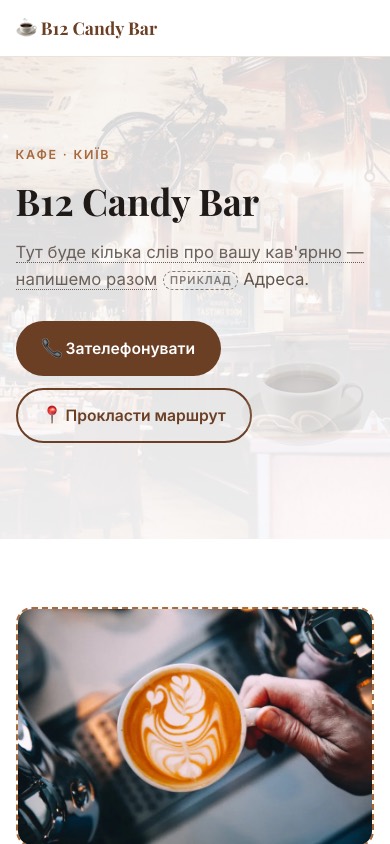 B12 Candy Bar
КАФЕ · КИЇВ
B12 Candy Bar
Тут буде кілька слів про вашу кав'ярню —
напишемо разом ПРИКЛАД Адреса.
Зателефонувати
Прокласти маршрут